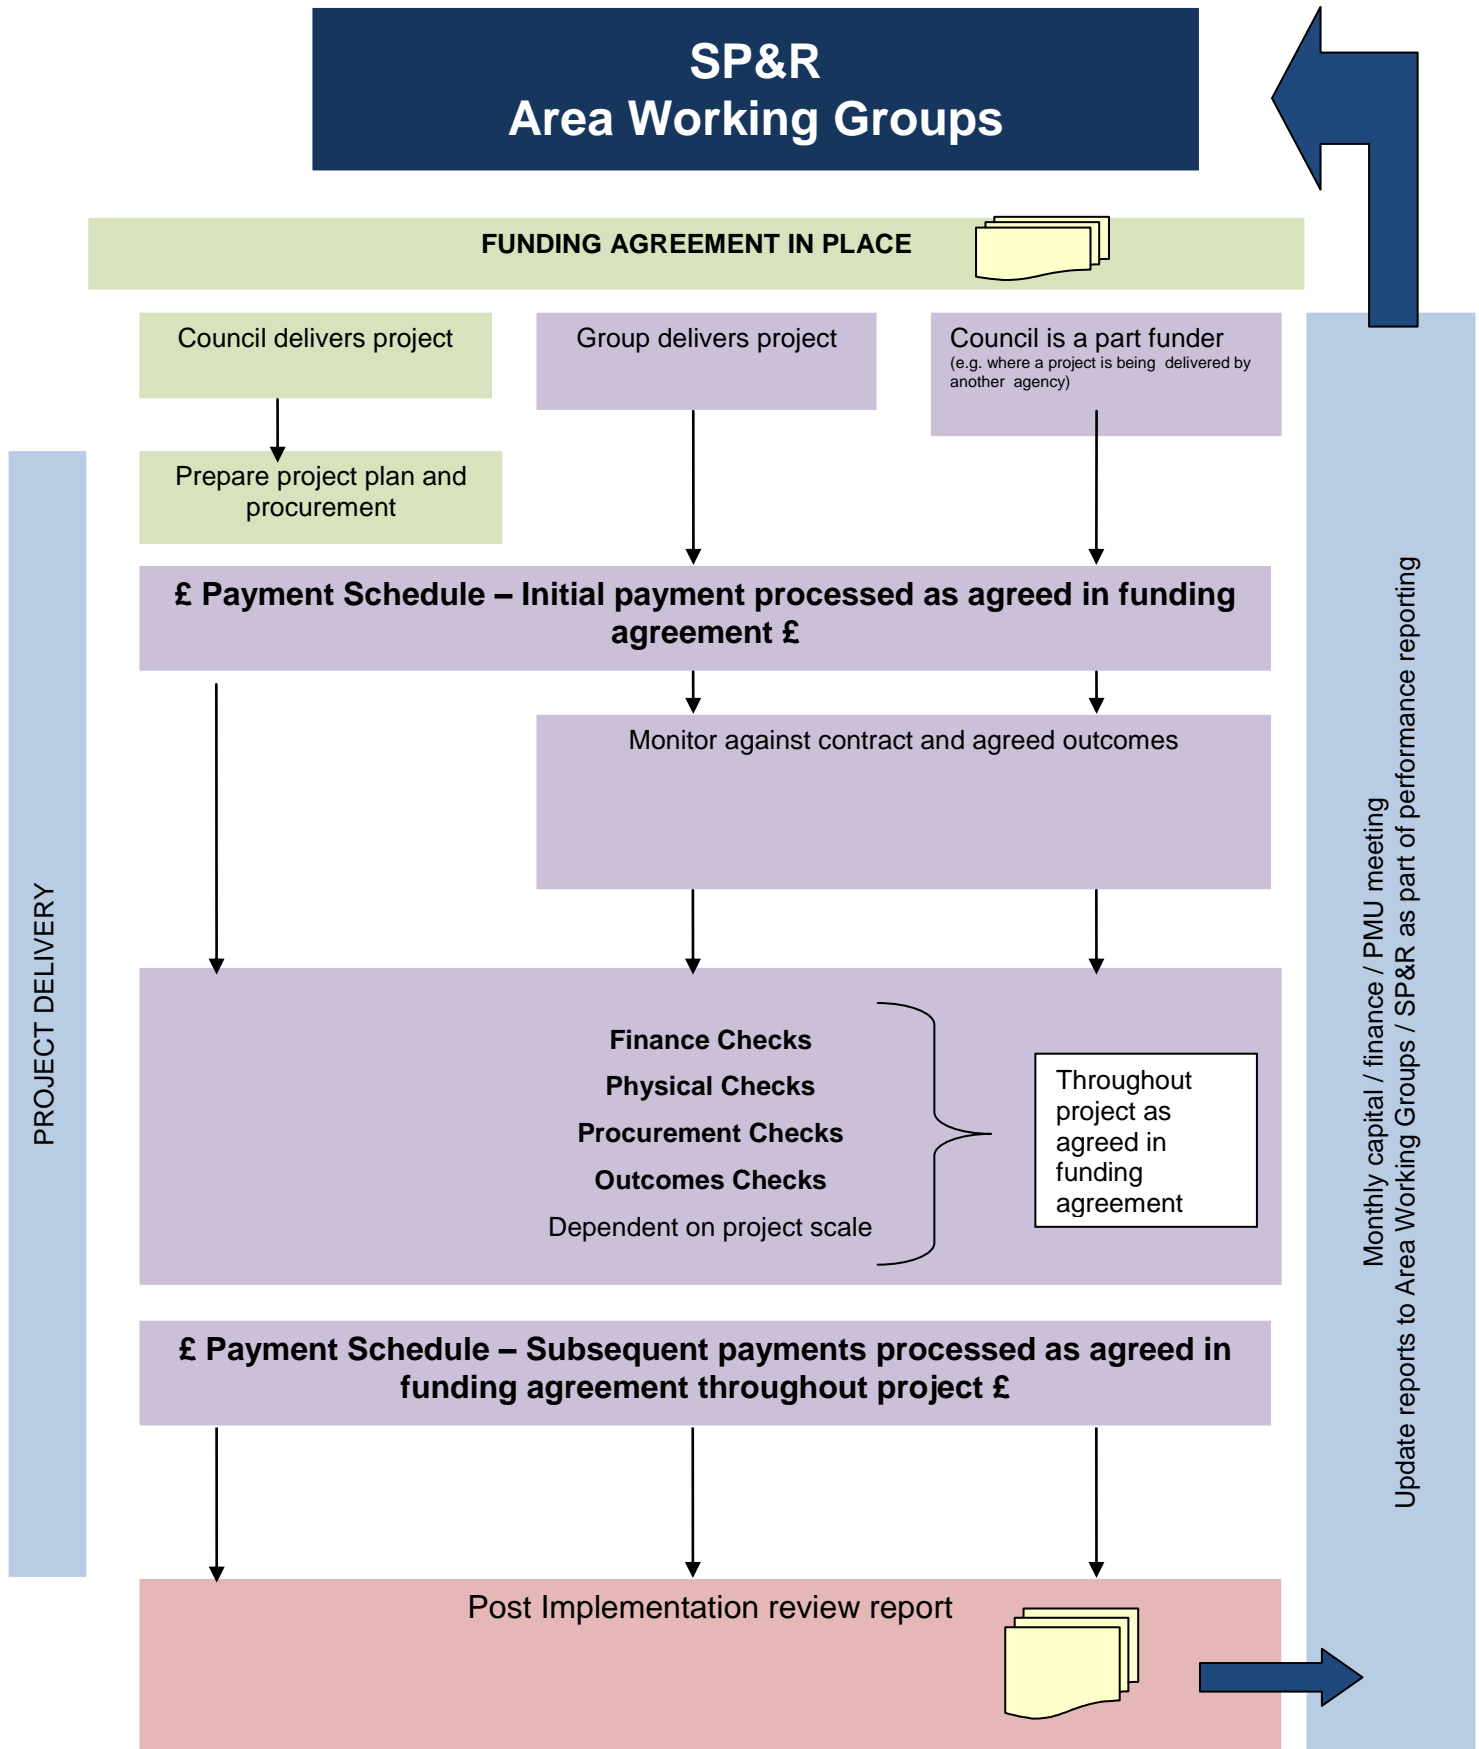 SP&R
Area Working Groups
FUNDING AGREEMENT IN PLACE
Council delivers project
Group delivers project
Council is a part funder
(e.g. where a project is being delivered by
another agency)
Prepare project plan and
procurement
£ Payment Schedule – Initial payment processed as agreed in funding
agreement £
Monitor against contract and agreed outcomes
PROJECT DELIVERY
Finance Checks
Physical Checks
Procurement Checks
Outcomes Checks
Dependent on project scale
Throughout
project as
agreed in
funding
agreement
£ Payment Schedule – Subsequent payments processed as agreed in
funding agreement throughout project £
Post Implementation review report
Monthly capital / finance / PMU meeting
Update reports to Area Working Groups / SP&R as part of performance reporting